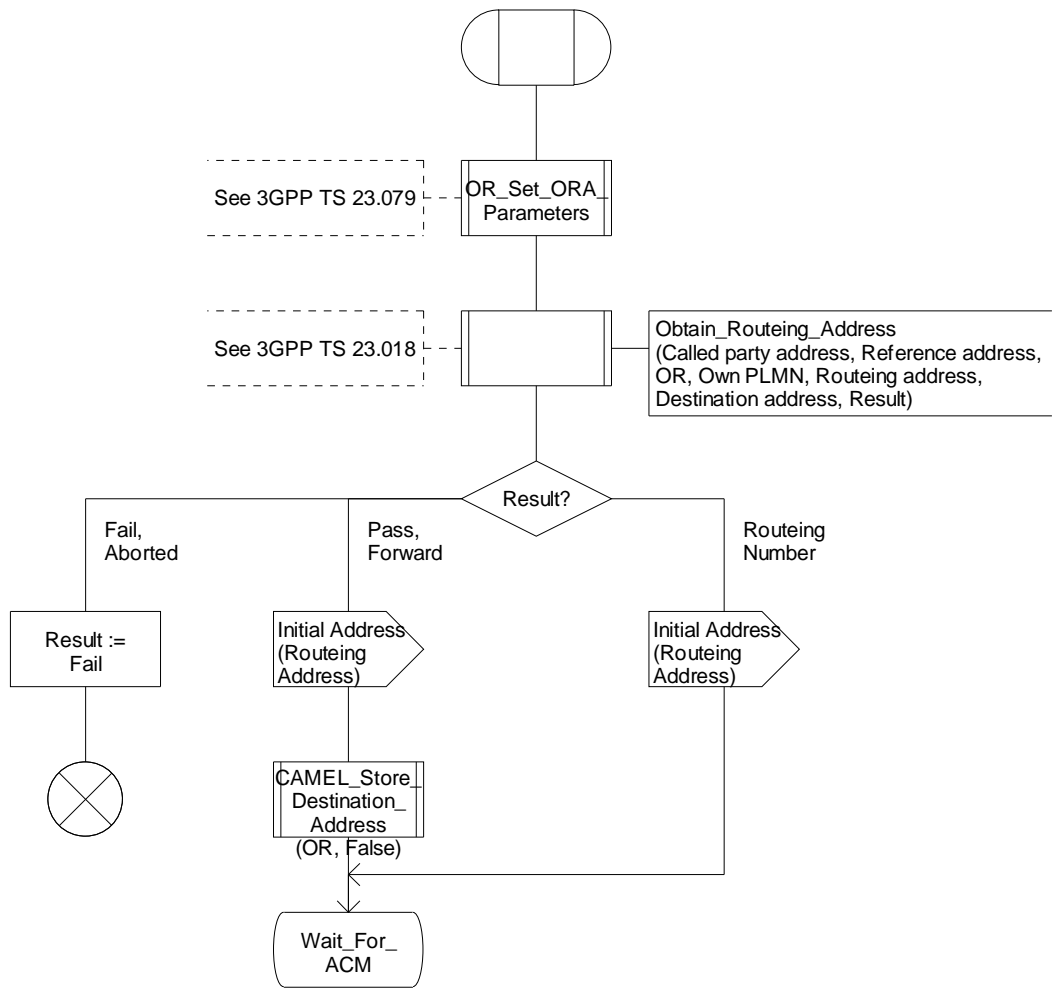 See 3GPP TS 23.079
OR_Set_ORA_
Parameters
See 3GPP TS 23.018
Obtain_Routeing_Address
(Called party address, Reference address,
OR, Own PLMN, Routeing address,
Destination address, Result)
Result?
Fail,
Aborted
Pass,
Forward
Routeing
Number
Result :=
Fail
Initial Address
(Routeing
Address)
Initial Address
(Routeing
Address)
CAMEL_Store_
Destination_
Address
(OR, False)
Wait_For_
ACM